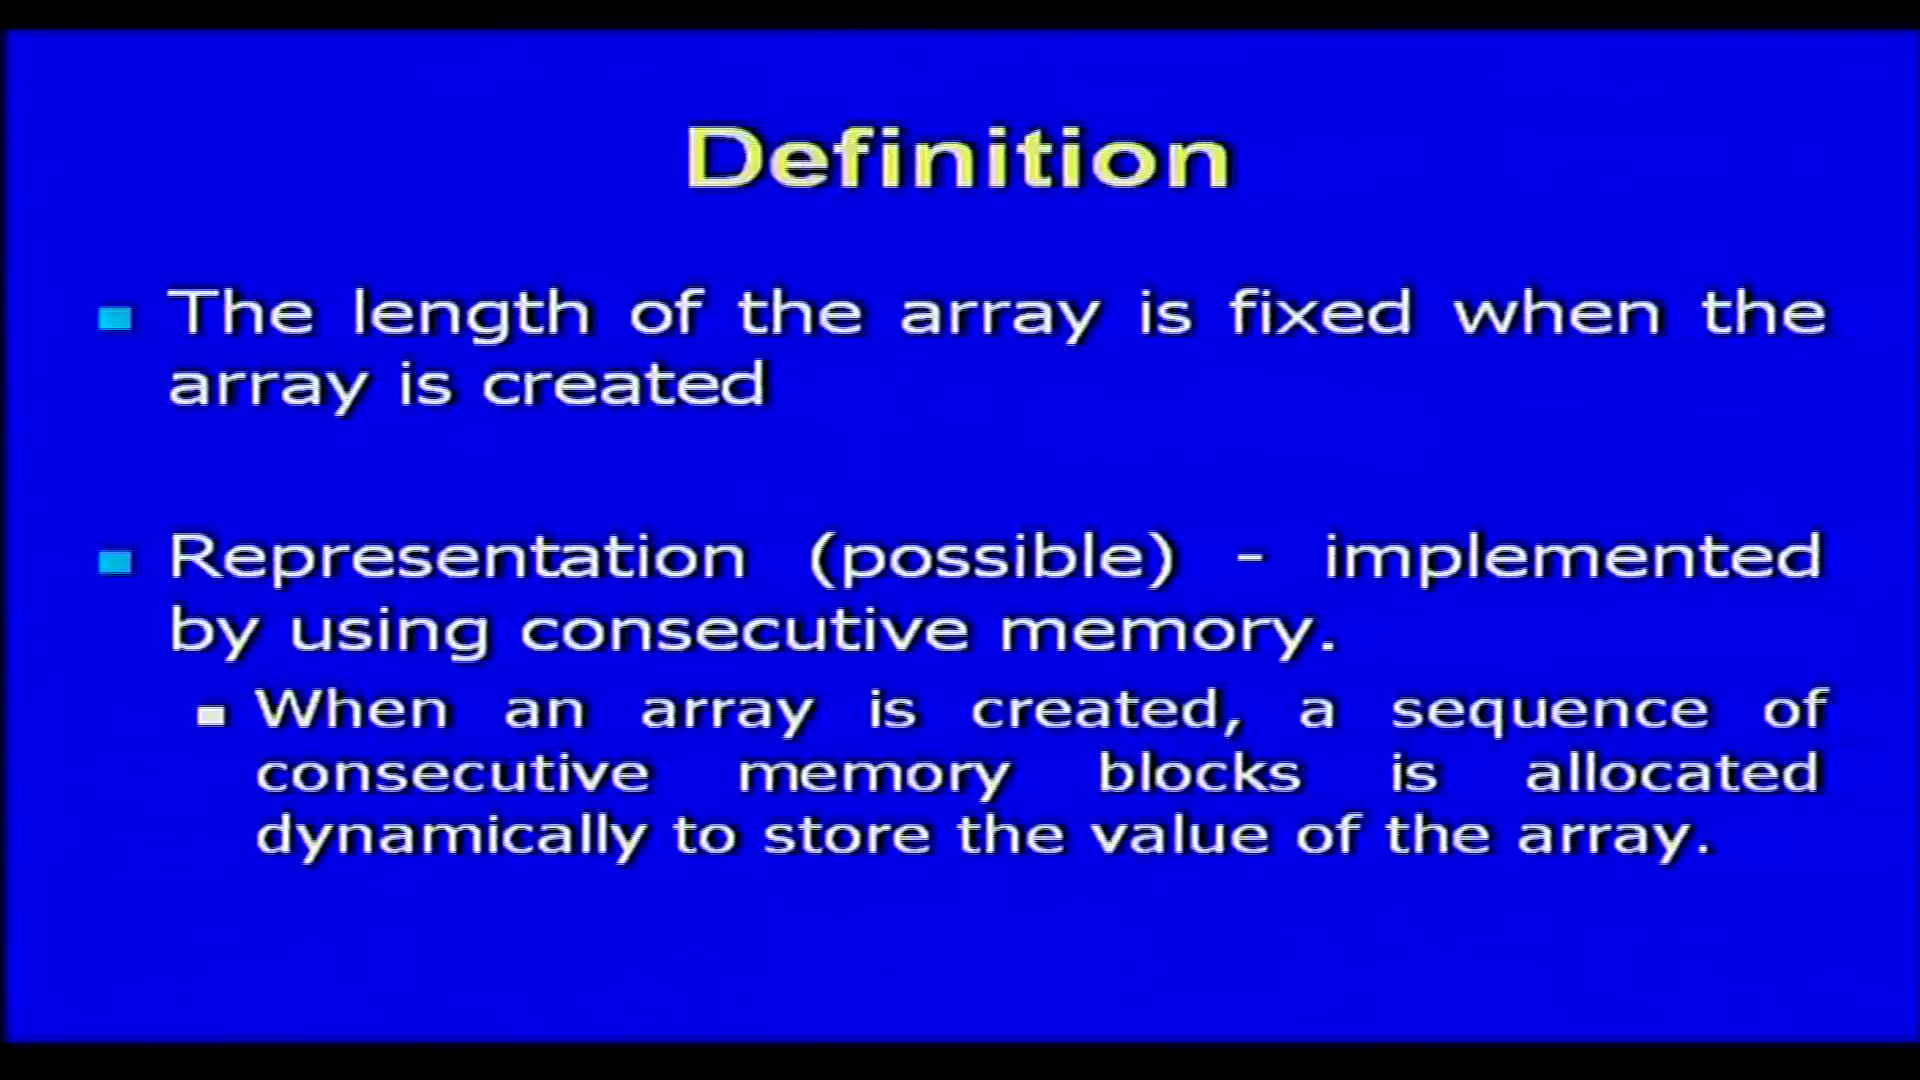 Definition
The length of the array is fixed when the
array is created
Representation (possible) - implemented
by using consecutive memory.
When an array is created, a sequence of
consecutive memory blocks is allocated
dynamically to store the value of the array.